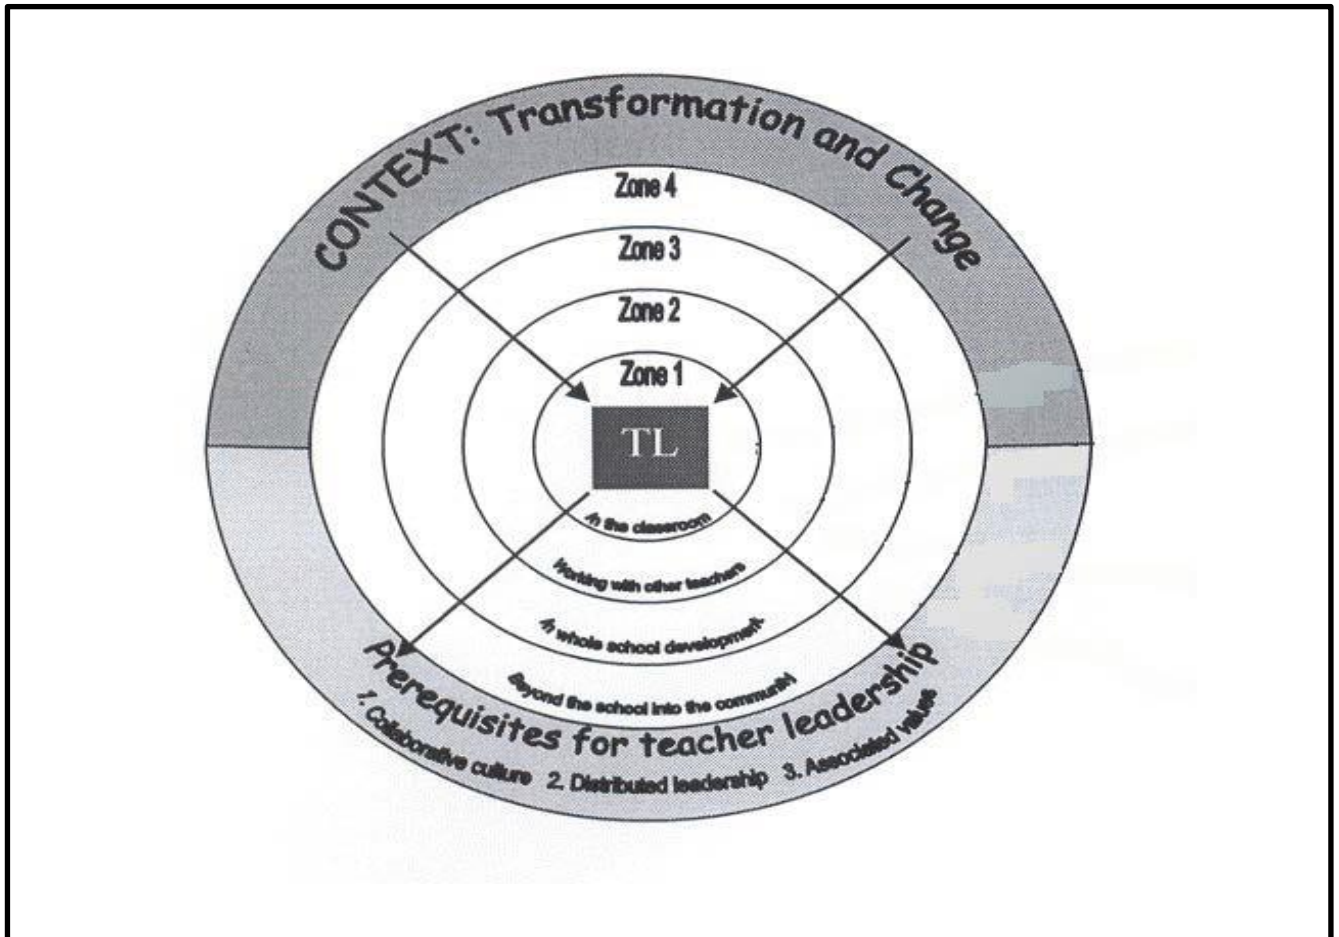 CONTEXT: Transformation and Change
Zone 4
Zone 3
Zone 2
Zone 1
TL
In the classroom
Working with other teachers
In whole school development
Beyond the school into the community
Prerequisites for teacher leadership
1. Collaborative culture 2. Distributed leadership 3. Associated values